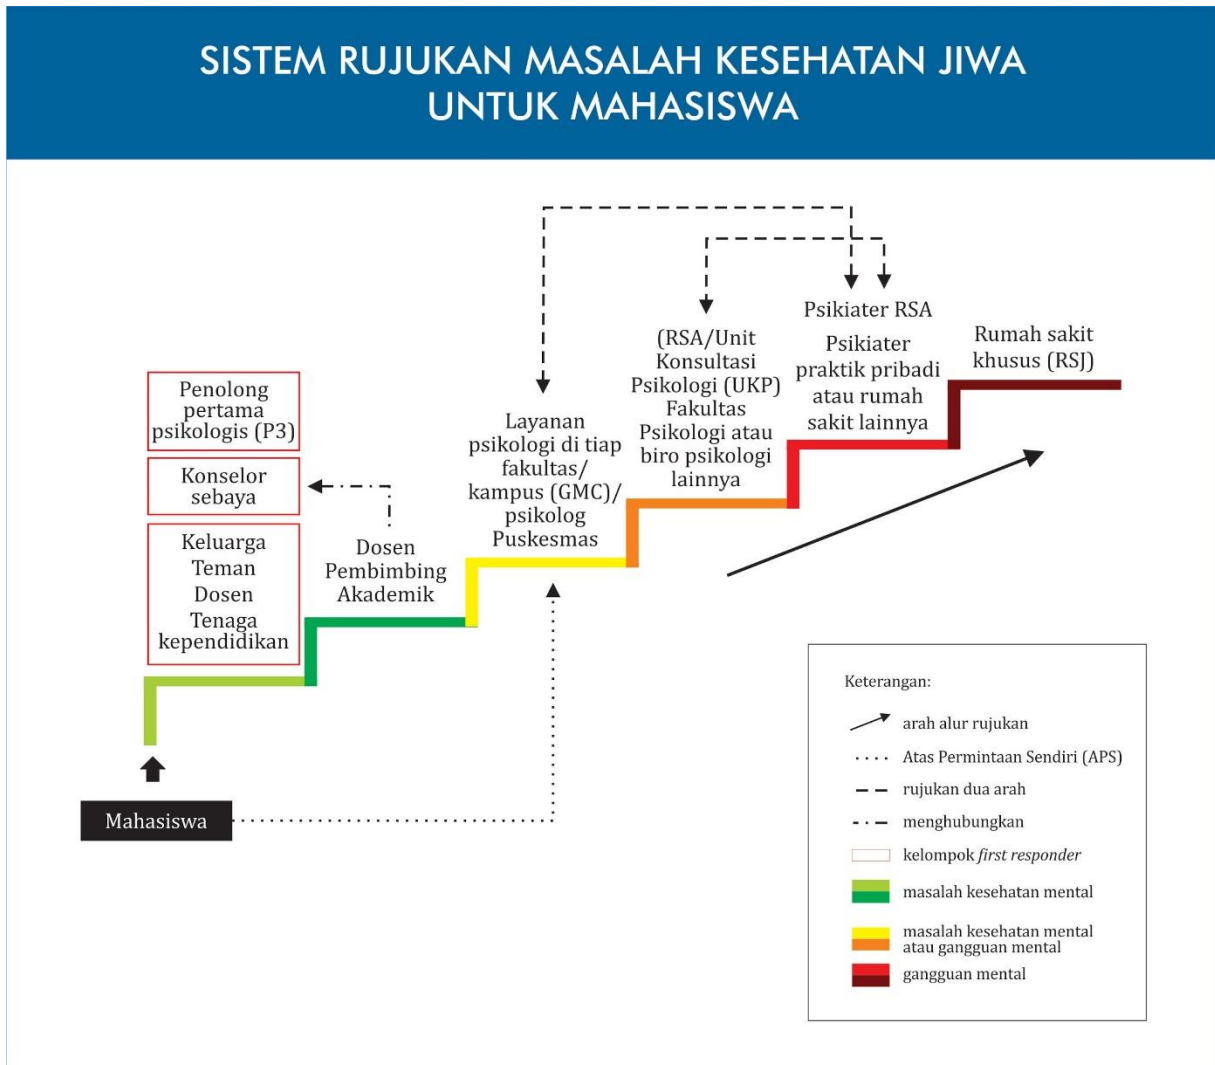 SISTEM RUJUKAN MASALAH KESEHATAN JIWA
UNTUK MAHASISWA
Penolong
pertama
psikologis (P3)
Konselor
sebaya
Keluarga
Teman
Dosen
Tenaga
kependidikan
Dosen
Pembimbing
Akademik
Layanan
psikologi di tiap
fakultas/
kampus (GMC)/
psikolog
Puskesmas
(RSA/Unit
Konsultasi
Psikologi (UKP)
Fakultas
Psikologi atau
biro psikologi
lainnya
Psikiater RSA
Psikiater
praktik pribadi
atau rumah
sakit lainnya
Rumah sakit
khusus (RSJ)
Mahasiswa
Keterangan:
arah alur rujukan
Atas Permintaan Sendiri (APS)
rujukan dua arah
menghubungkan
kelompok first responder
masalah kesehatan mental
masalah kesehatan mental
atau gangguan mental
gangguan mental